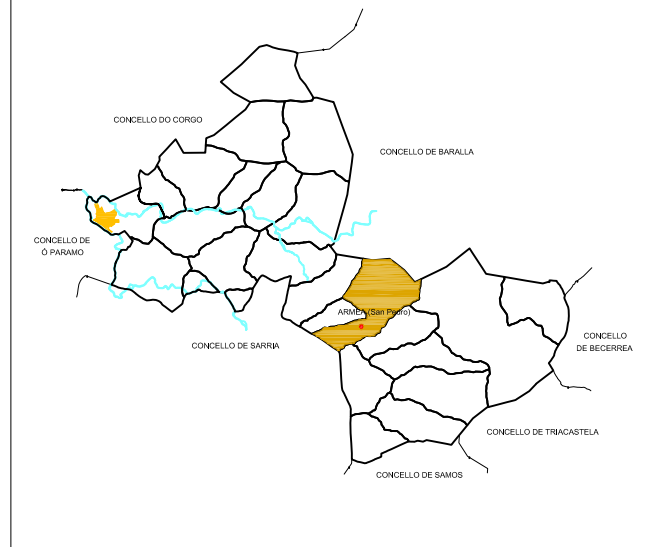 CONCELLO DO CORGO
CONCELLO DE BARALLA
CONCELLO DE
Ó PARAMO
ARMEA (San Pedro)
CONCELLO DE SARRIA
CONCELLO
DE BECERREA
CONCELLO DE TRIACASTELA
CONCELLO DE SAMOS